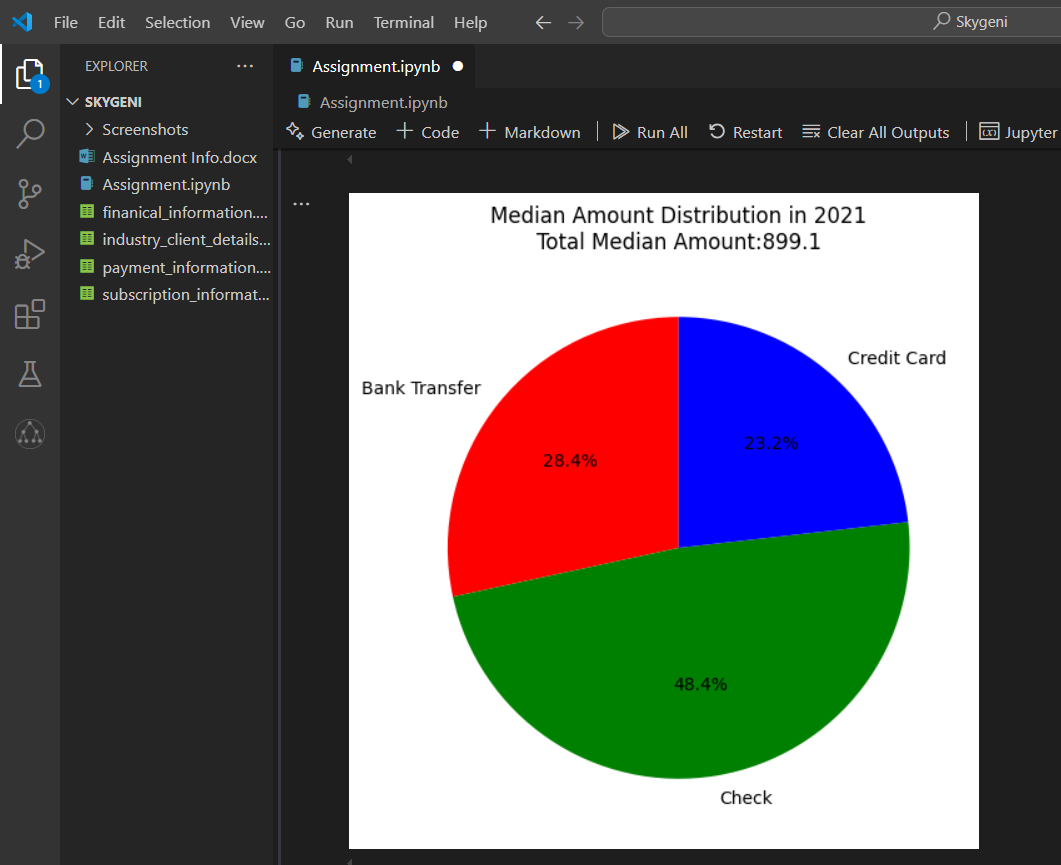 File Edit Selection View Go Run Terminal Help
Skygeni
EXPLORER
Assignment.ipynb
SKYGENI
Assignment.ipynb
Screenshots
Generate Code Markdown Run All Restart Clear All Outputs Jupyter
1
Assignment Info.docx
Assignment.ipynb
finanical_information....
industry_client_details...
payment_information....
subscription_informat...
Median Amount Distribution in 2021
Total Median Amount:899.1
Credit Card
Bank Transfer
23.2%
28.4%
48.4%
Check